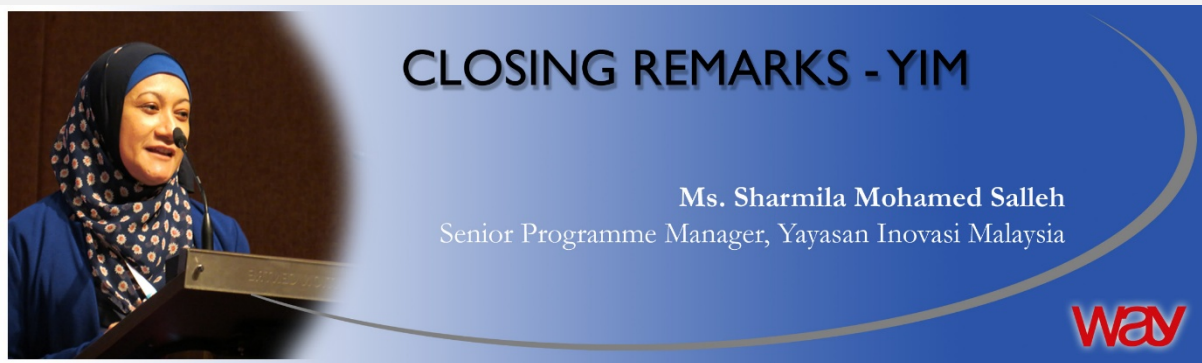 CLOSING REMARKS - YIM
Ms. Sharmila Mohamed Salleh
Senior Programme Manager, Yayasan Inovasi Malaysia
way